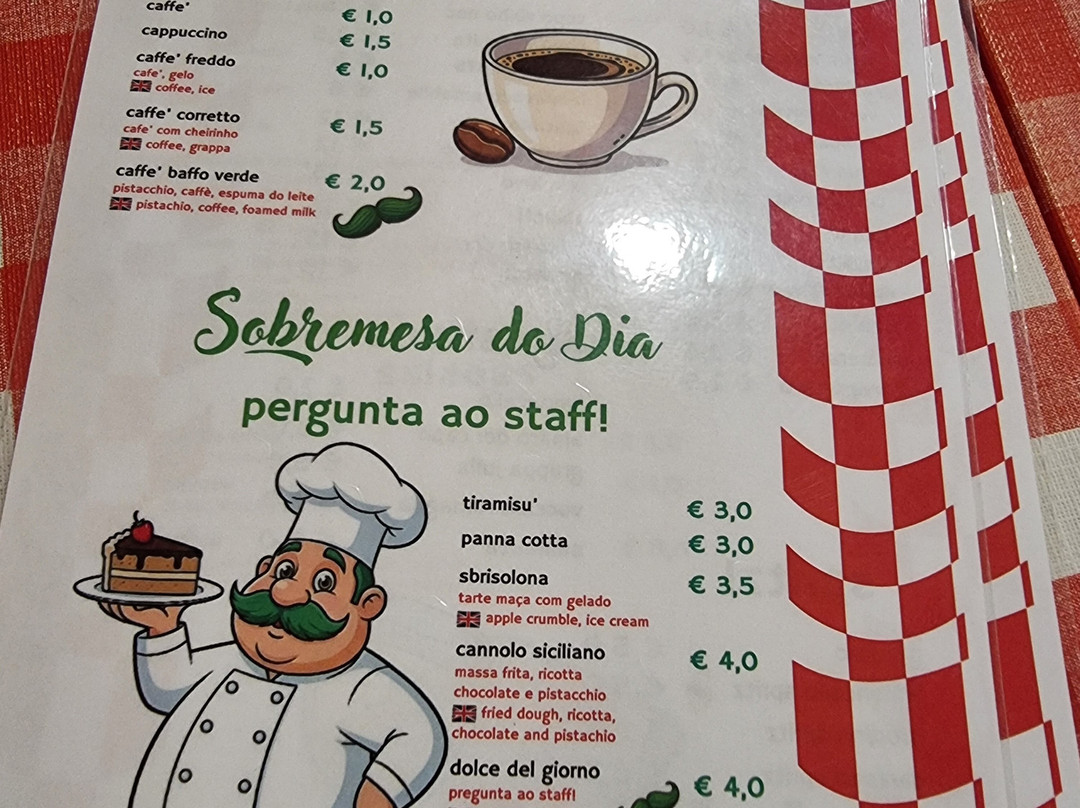 caffe' € 1,0
cappuccino € 1,5
caffe' freddo € 1,0
cafe', gelo
coffee, ice
caffe' corretto € 1,5
cafe' com cheirinho
coffee, grappa
caffe' baffo verde € 2,0
pistacchio, caffè, espuma do leite
pistachio, coffee, foamed milk
Sobremesa do Dia
pergunta ao staff!
tiramisu' € 3,0
panna cotta € 3,0
sbrisolona € 3,5
tarte maça com gelado
apple crumble, ice cream
cannolo siciliano € 4,0
massa frita, ricotta
chocolate e pistacchio
fried dough, ricotta,
chocolate and pistachio
dolce del giorno € 4,0
pregunta ao staff!